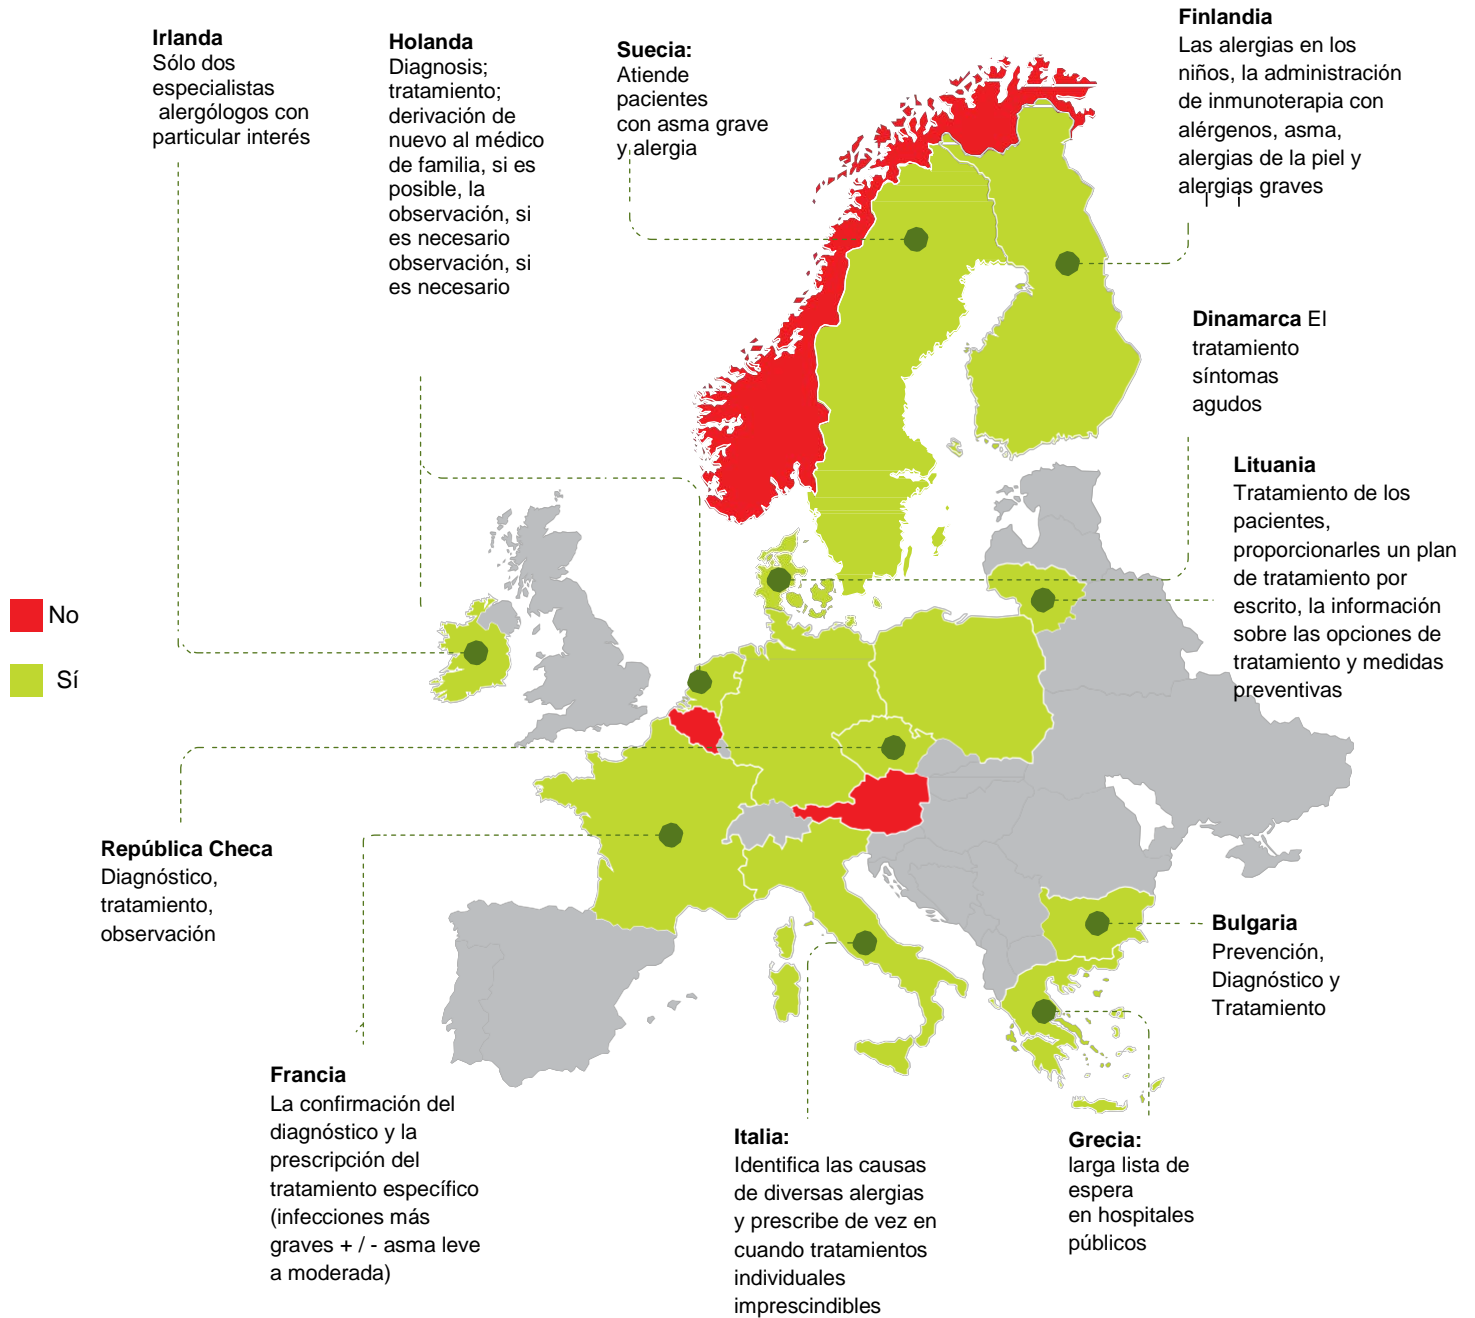 Irlanda
Sólo dos
especialistas
alergólogos con
particular interés
Holanda
Diagnosis;
tratamiento;
derivación de
nuevo al médico
de familia, si es
posible, la
observación, si
es necesario
observación, si
es necesario
Suecia:
Atiende
pacientes
con asma grave
y alergia
Finlandia
Las alergias en los
niños, la administración
de inmunoterapia con
alérgenos, asma,
alergias de la piel y
alergias graves
Dinamarca El
tratamiento
síntomas
agudos
Lituania
Tratamiento de los
pacientes,
proporcionarles un plan
de tratamiento por
escrito, la información
sobre las opciones de
tratamiento y medidas
preventivas
No
Sí
República Checa
Diagnóstico,
tratamiento,
observación
Bulgaria
Prevención,
Diagnóstico y
Tratamiento
Francia
La confirmación del
diagnóstico y la
prescripción del
tratamiento específico
(infecciones más
graves + / - asma leve
a moderada)
Italia:
Identifica las causas
de diversas alergias
y prescribe de vez en
cuando tratamientos
individuales
imprescindibles
Grecia:
larga lista de
espera
en hospitales
públicos